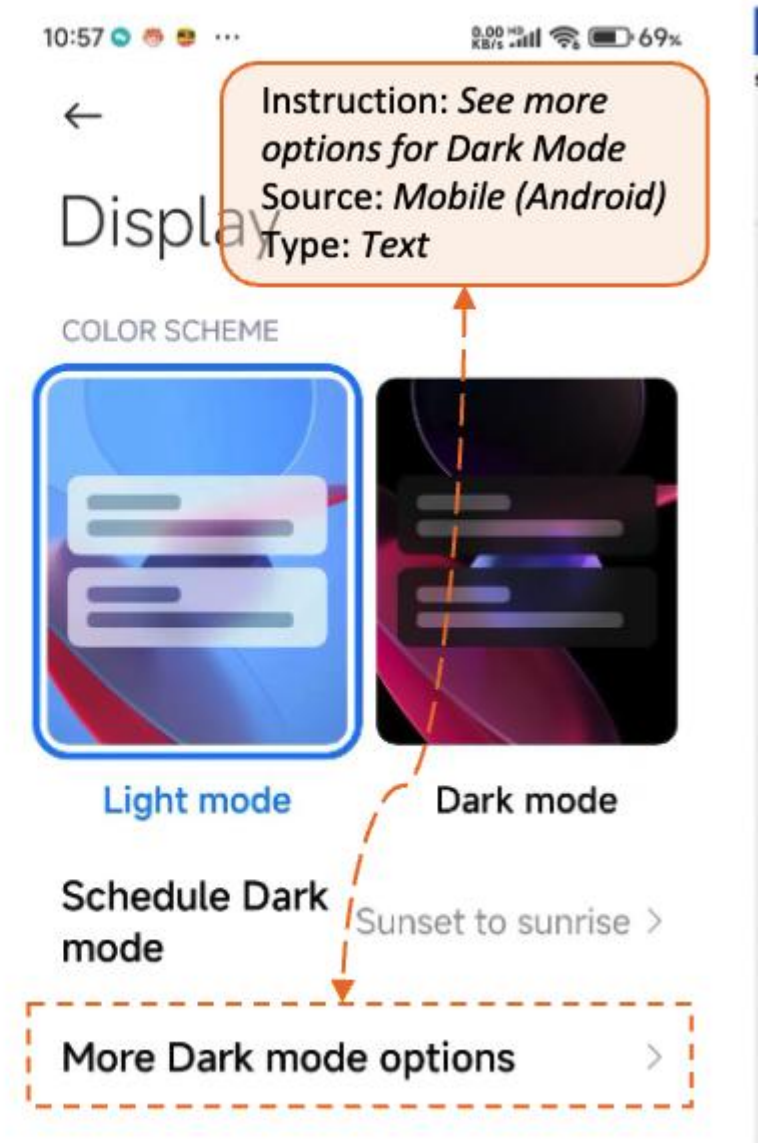 10:57 ... 0.00 KB/s HD 69%
Instruction: See more
options for Dark Mode
Source: Mobile (Android)
Type: Text
Display
COLOR SCHEME
Light mode Dark mode
Schedule Dark
mode
Sunset to sunrise >
More Dark mode options >